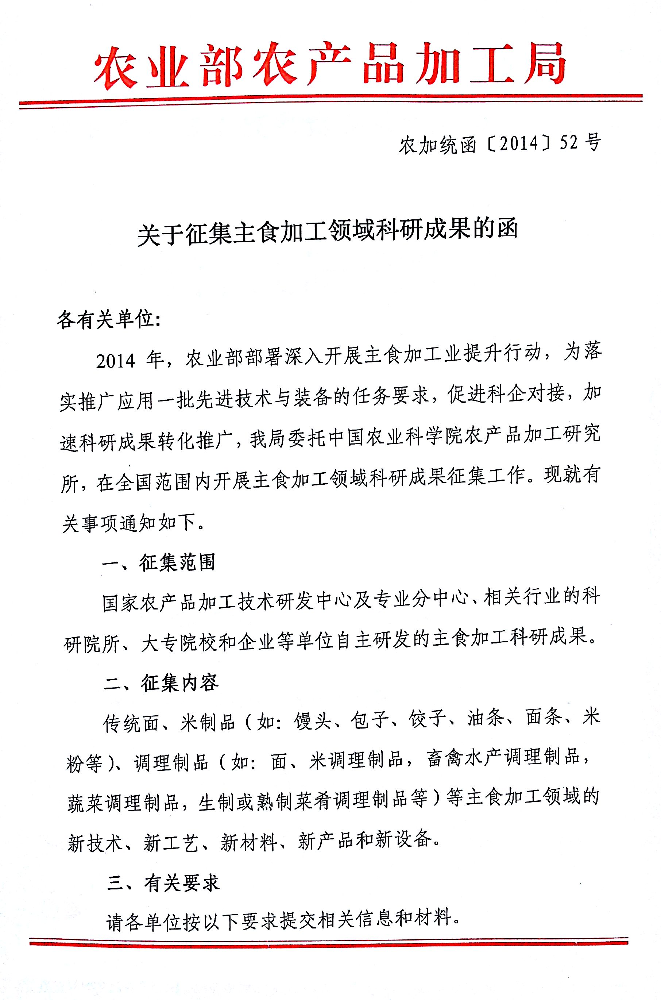 农业部农产品加工局
农加统函〔2014〕52 号
关于征集主食加工领域科研成果的函
各有关单位：
2014 年，农业部部署深入开展主食加工业提升行动，为落
实推广应用一批先进技术与装备的任务要求，促进科企对接，加
速科研成果转化推广，我局委托中国农业科学院农产品加工研究
所，在全国范围内开展主食加工领域科研成果征集工作。现就有
关事项通知如下。
一、征集范围
国家农产品加工技术研发中心及专业分中心、相关行业的科
研院所、大专院校和企业等单位自主研发的主食加工科研成果。
二、征集内容
传统面、米制品（如：馒头、包子、饺子、油条、面条、米
粉等）、调理制品（如：面、米调理制品，畜禽水产调理制品，
蔬菜调理制品，生制或熟制菜肴调理制品等）等主食加工领域的
新技术、新工艺、新材料、新产品和新设备。
三、有关要求
请各单位按以下要求提交相关信息和材料。